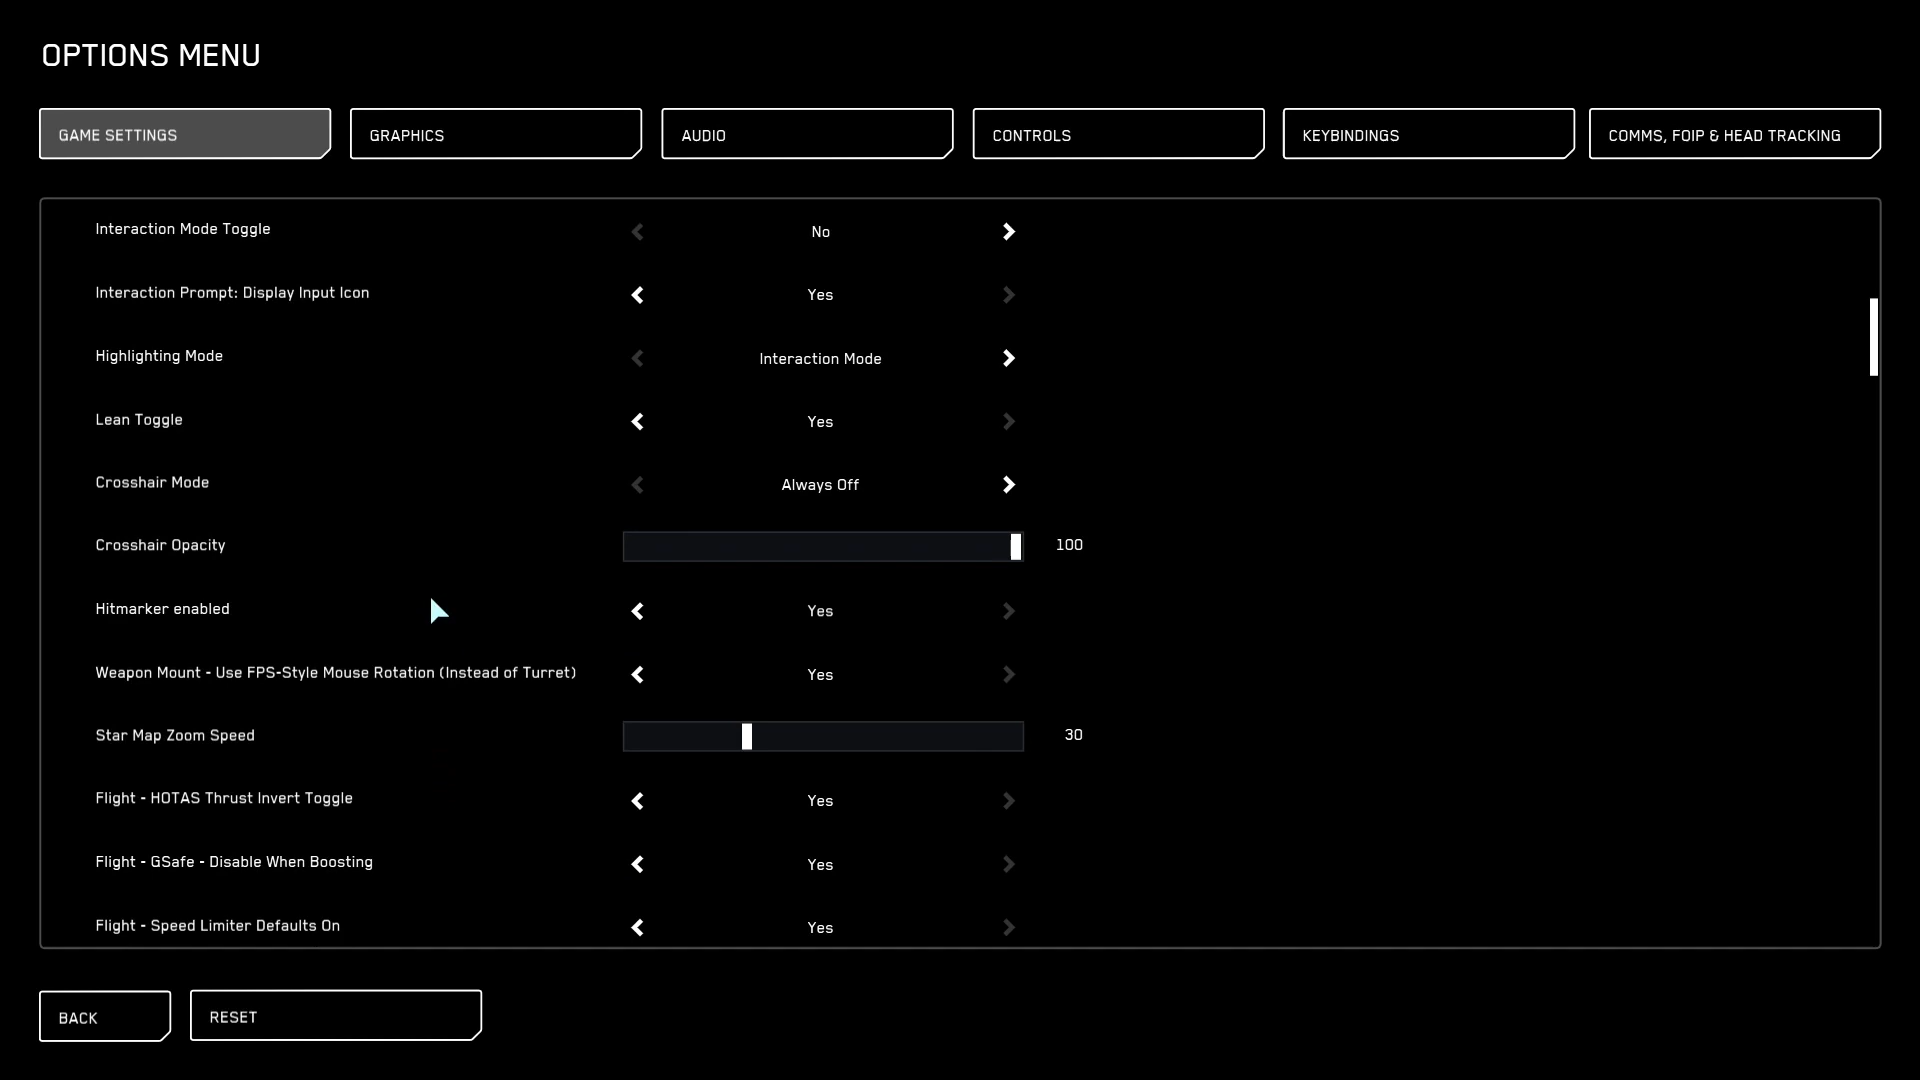 OPTIONS MENU
GAME SETTINGS
GRAPHICS
AUDIO
CONTROLS
KEYBINDINGS
COMMS, FOIP & HEAD TRACKING
Interaction Mode Toggle No
Interaction Prompt: Display Input Icon Yes
Highlighting Mode Interaction Mode
Lean Toggle Yes
Crosshair Mode Always Off
Crosshair Opacity 100
Hitmarker enabled Yes
Weapon Mount - Use FPS-Style Mouse Rotation (Instead of Turret) Yes
Star Map Zoom Speed 30
Flight - HOTAS Thrust Invert Toggle Yes
Flight - GSafe - Disable When Boosting Yes
Flight - Speed Limiter Defaults On Yes
BACK
RESET